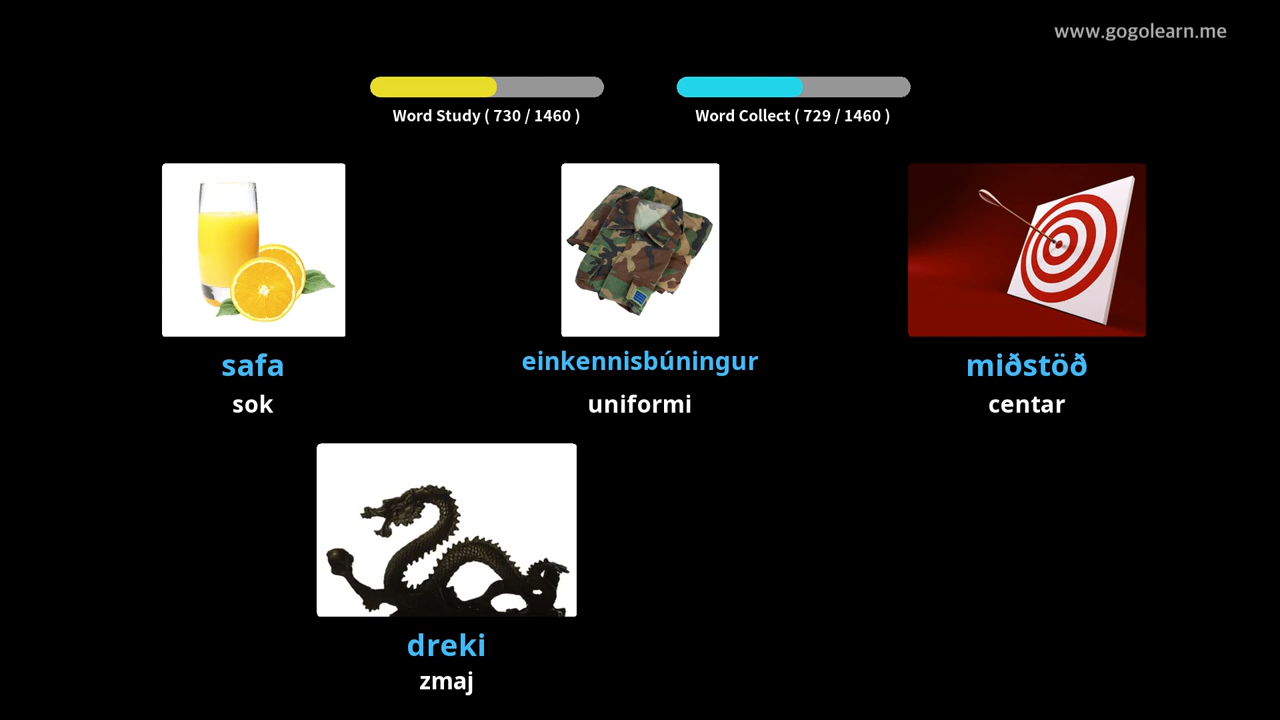 www.gogolearn.me
Word Study ( 730 / 1460 )
Word Collect ( 729 / 1460 )
safa
sok
einkennisbúningur
uniformi
miðstöð
centar
dreki
zmaj